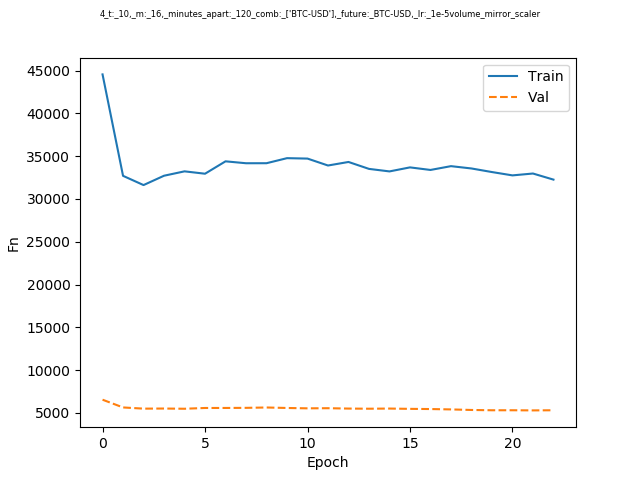 4_t:_10,_m:_16,_minutes_apart:_120_comb:_['BTC-USD'],_future:_BTC-USD,_lr:_1e-5volume_mirror_scaler
45000
40000
35000
30000
25000
20000
15000
10000
5000
Fn
Train
Val
0 5 10 15 20
Epoch